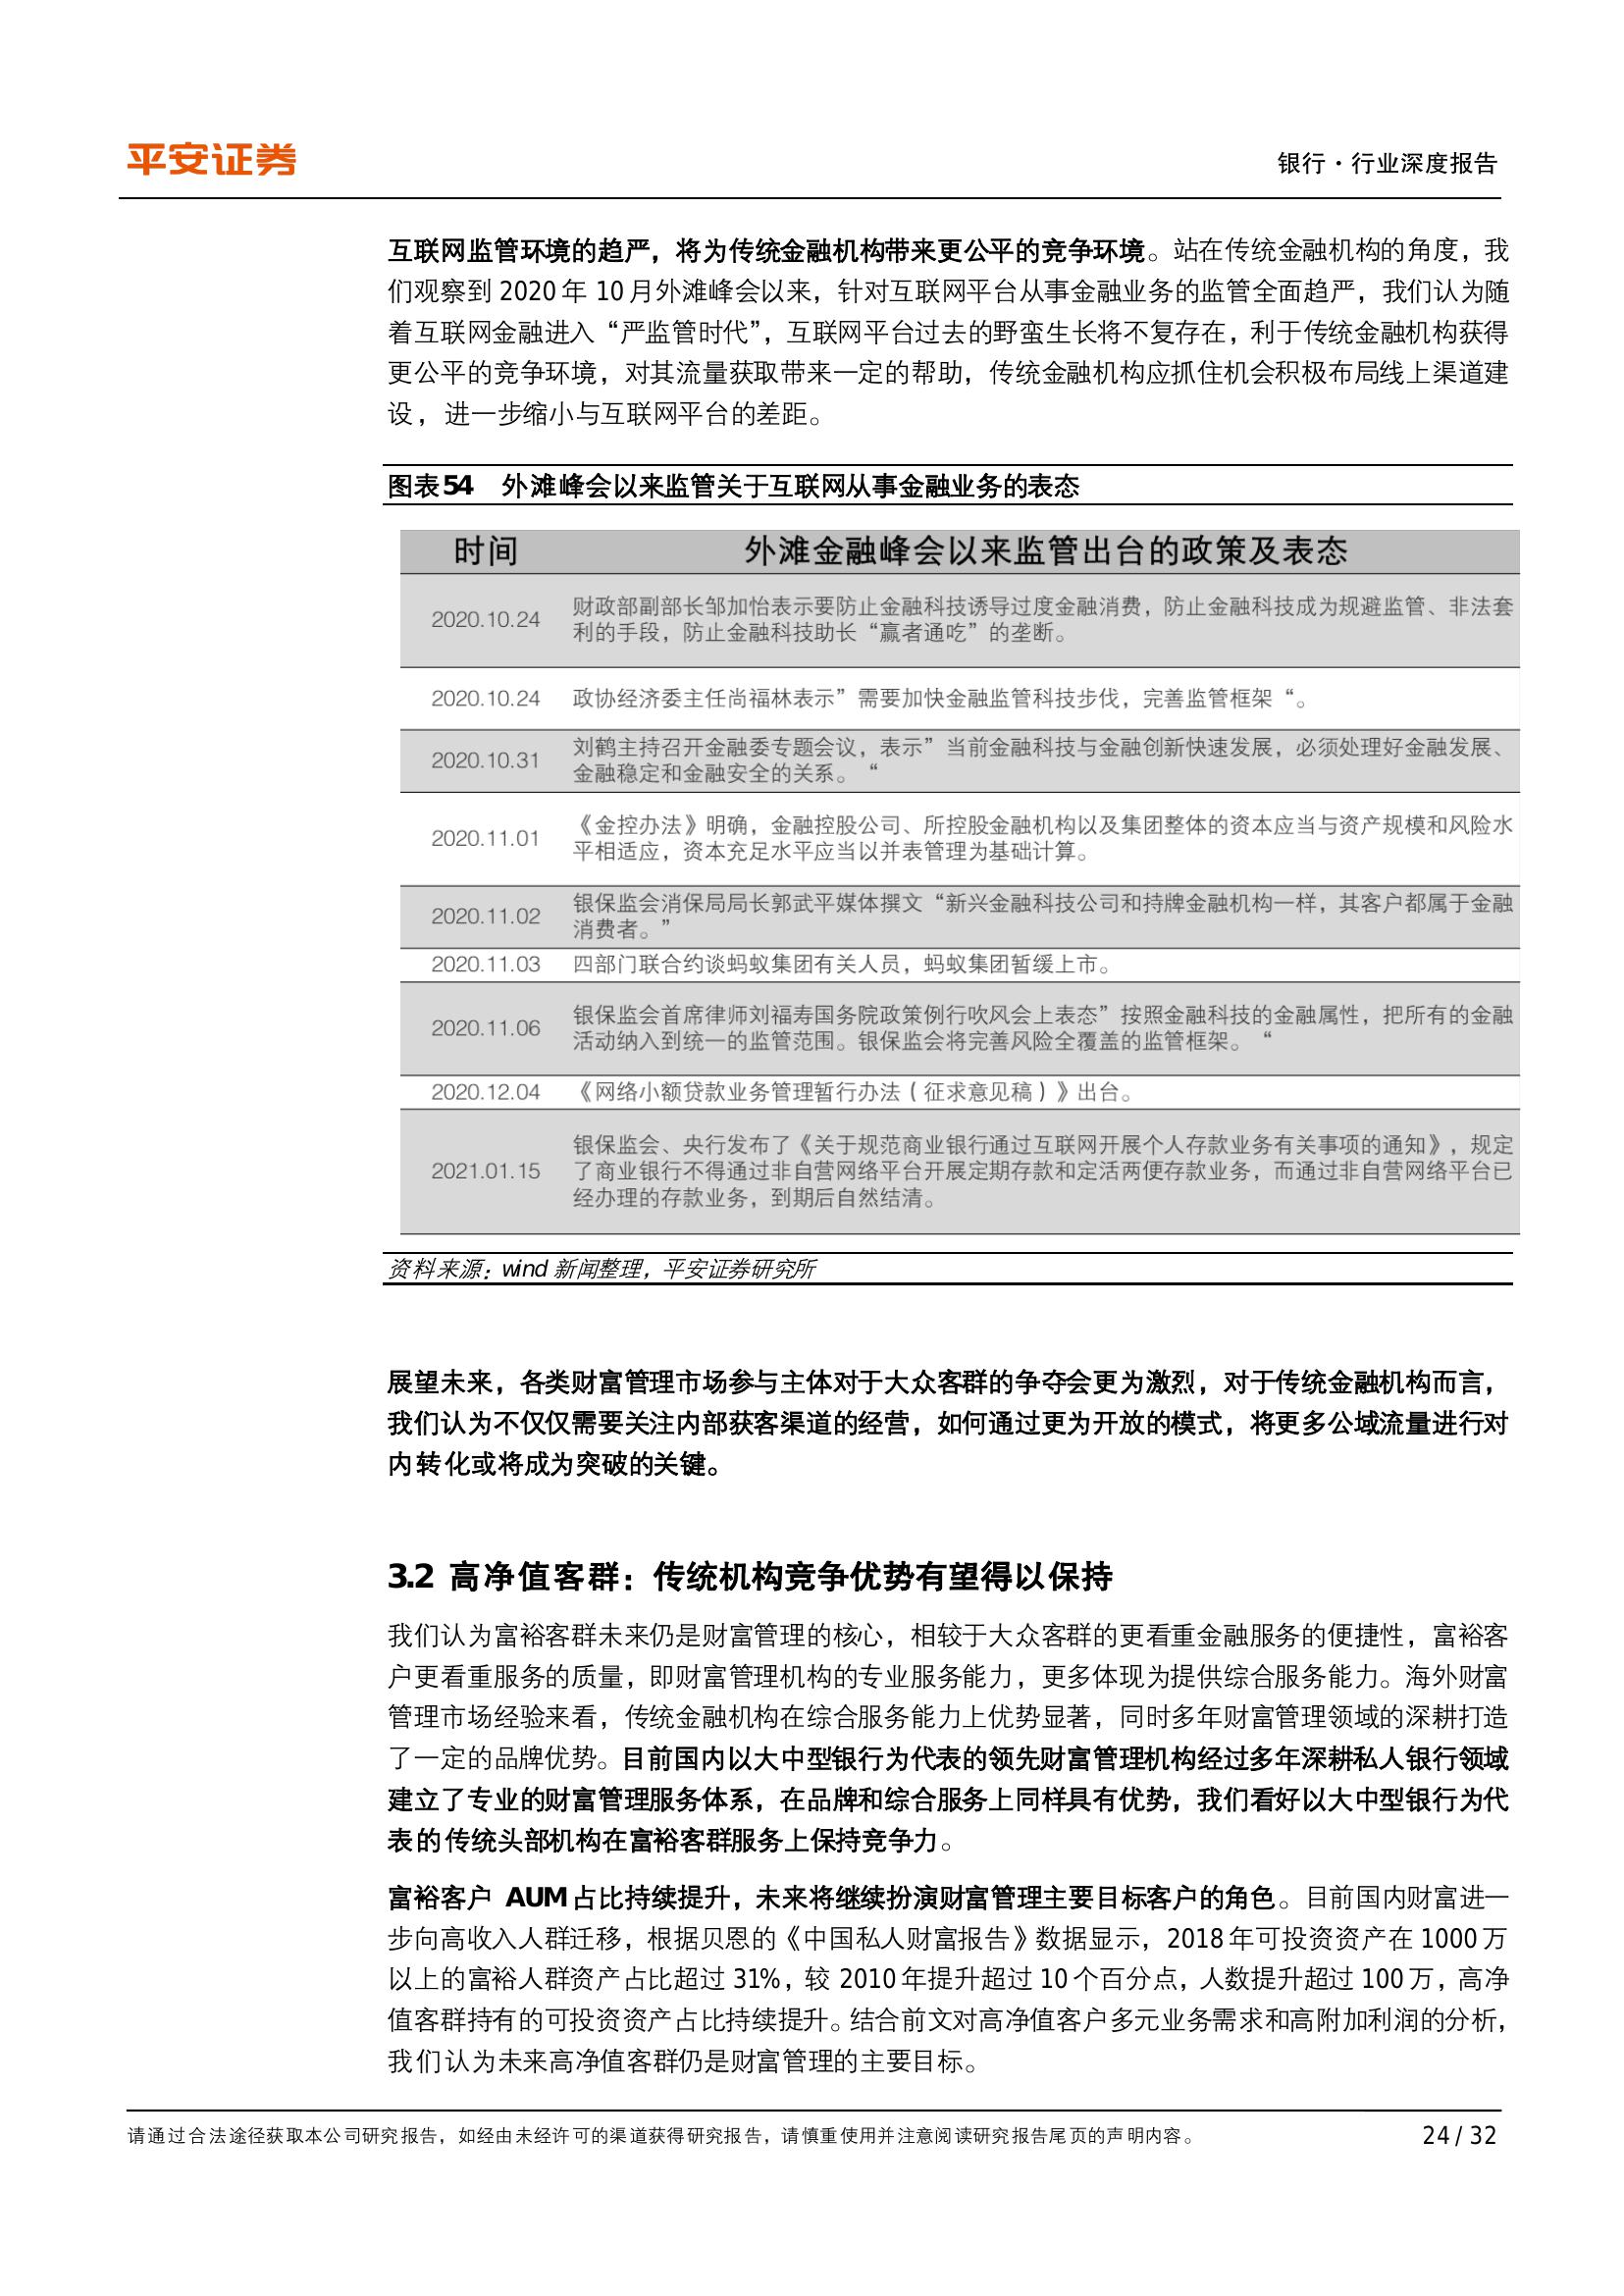 平安证券
银行·行业深度报告
互联网监管环境的趋严，将为传统金融机构带来更公平的竞争环境。站在传统金融机构的角度，我
们观察到 2020 年 10 月外滩峰会以来，针对互联网平台从事金融业务的监管全面趋严，我们认为随
着互联网金融进入“严监管时代”，互联网平台过去的野蛮生长将不复存在，利于传统金融机构获得
更公平的竞争环境，对其流量获取带来一定的帮助，传统金融机构应抓住机会积极布局线上渠道建
设，进一步缩小与互联网平台的差距。
图表54 外滩峰会以来监管关于互联网从事金融业务的表态
时间 外滩金融峰会以来监管出台的政策及表态
2020.10.24 财政部副部长邹加怡表示要防止金融科技诱导过度金融消费，防止金融科技成为规避监管、非法套
利的手段，防止金融科技助长“赢者通吃”的垄断。
2020.10.24 政协经济委主任尚福林表示”需要加快金融监管科技步伐，完善监管框架“。
2020.10.31 刘鹤主持召开金融委专题会议，表示”当前金融科技与金融创新快速发展，必须处理好金融发展、
金融稳定和金融安全的关系。“
2020.11.01 《金控办法》明确，金融控股公司、所控股金融机构以及集团整体的资本应当与资产规模和风险水
平相适应，资本充足水平应当以并表管理为基础计算。
2020.11.02 银保监会消保局局长郭武平媒体撰文“新兴金融科技公司和持牌金融机构一样，其客户都属于金融
消费者。”
2020.11.03 四部门联合约谈蚂蚁集团有关人员，蚂蚁集团暂缓上市。
2020.11.06 银保监会首席律师刘福寿国务院政策例行吹风会上表态”按照金融科技的金融属性，把所有的金融
活动纳入到统一的监管范围。银保监会将完善风险全覆盖的监管框架。“
2020.12.04 《网络小额贷款业务管理暂行办法（征求意见稿）》出台。
2021.01.15 银保监会、央行发布了《关于规范商业银行通过互联网开展个人存款业务有关事项的通知》，规定
了商业银行不得通过非自营网络平台开展定期存款和定活两便存款业务，而通过非自营网络平台已
经办理的存款业务，到期后自然结清。
资料来源：wind 新闻整理，平安证券研究所
展望未来，各类财富管理市场参与主体对于大众客群的争夺会更为激烈，对于传统金融机构而言，
我们认为不仅仅需要关注内部获客渠道的经营，如何通过更为开放的模式，将更多公域流量进行对
内转化或将成为突破的关键。
3.2 高净值客群：传统机构竞争优势有望得以保持
我们认为富裕客群未来仍是财富管理的核心，相较于大众客群的更看重金融服务的便捷性，富裕客
户更看重服务的质量，即财富管理机构的专业服务能力，更多体现为提供综合服务能力。海外财富
管理市场经验来看，传统金融机构在综合服务能力上优势显著，同时多年财富管理领域的深耕打造
了一定的品牌优势。目前国内以大中型银行为代表的领先财富管理机构经过多年深耕私人银行领域
建立了专业的财富管理服务体系，在品牌和综合服务上同样具有优势，我们看好以大中型银行为代
表的传统头部机构在富裕客群服务上保持竞争力。
富裕客户 AUM 占比持续提升，未来将继续扮演财富管理主要目标客户的角色。目前国内财富进一
步向高收入人群迁移，根据贝恩的《中国私人财富报告》数据显示，2018 年可投资资产在 1000 万
以上的富裕人群资产占比超过 31%，较 2010 年提升超过 10 个百分点，人数提升超过 100 万，高净
值客群持有的可投资资产占比持续提升。结合前文对高净值客户多元业务需求和高附加利润的分析，
我们认为未来高净值客群仍是财富管理的主要目标。
请通过合法途径获取本公司研究报告，如经由未经许可的渠道获得研究报告，请慎重使用并注意阅读研究报告尾页的声明内容。
24 / 32